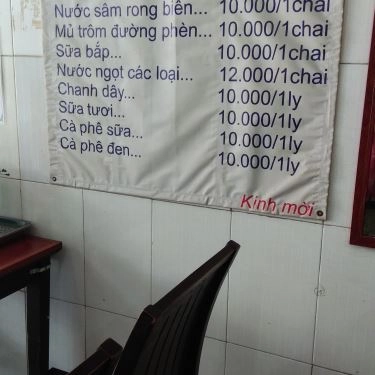 Nước sâm rong biển... 10.000/1chai
Mủ trôm đường phèn... 10.000/1chai
Sữa bắp... 10.000/1chai
Nước ngọt các loại... 12.000/1chai
Chanh dây... 10.000/1ly
Sữa tươi... 10.000/1ly
Cà phê sữa... 10.000/1ly
Cà phê đen... 10.000/1ly
Kính mời